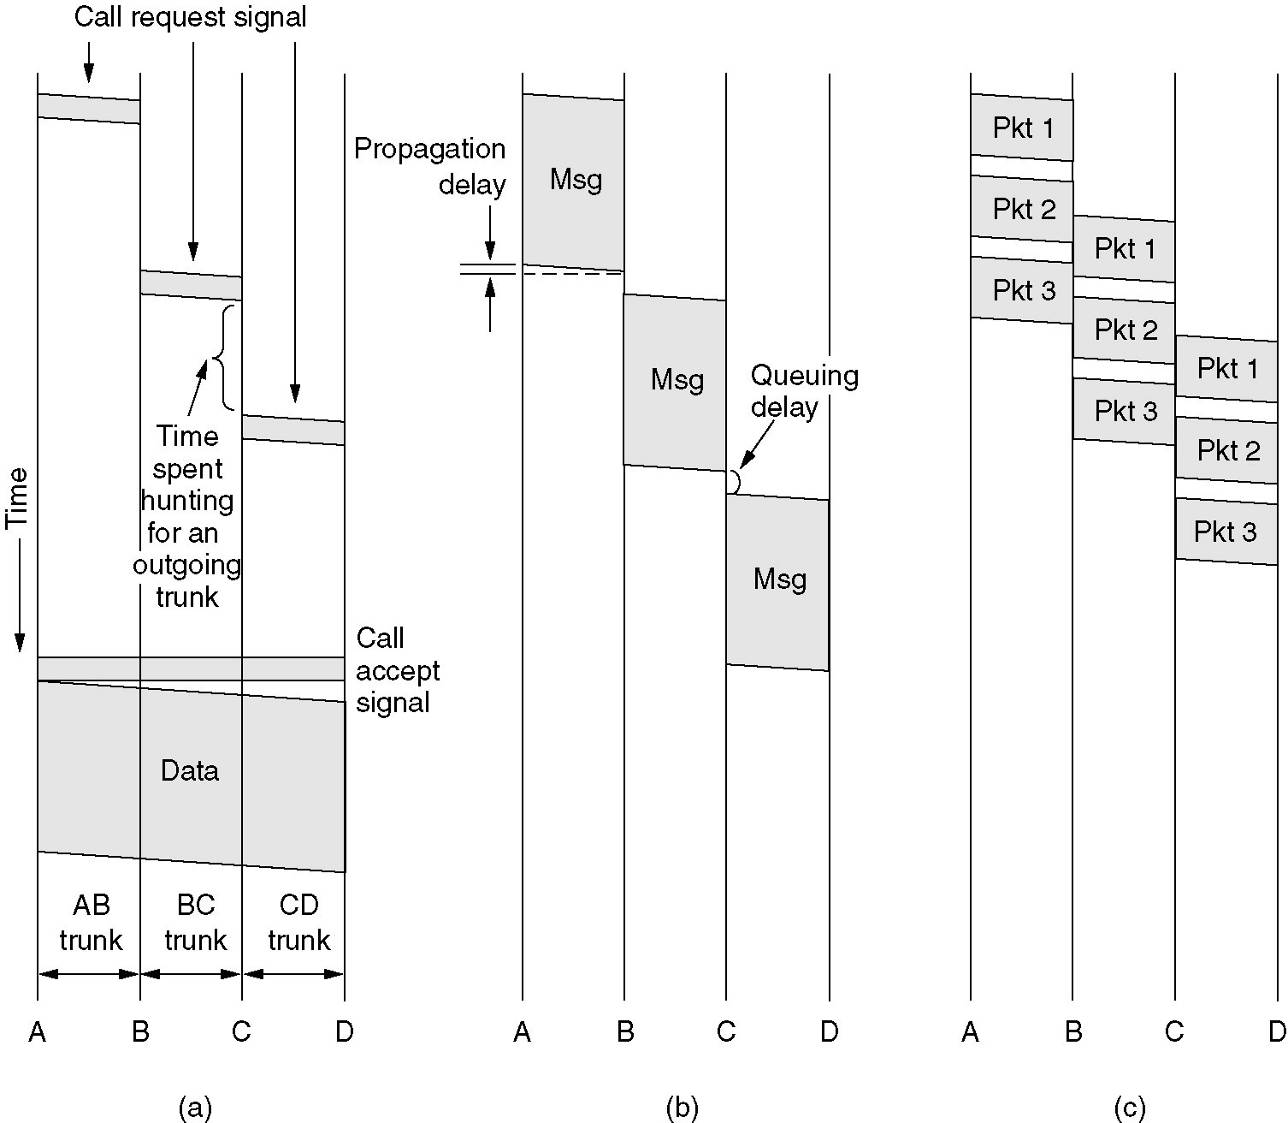 Call request signal
Propagation
delay
Msg
Msg
Queuing
delay
Msg
Pkt 1
Pkt 2
Pkt 3
Pkt 1
Pkt 2
Pkt 3
Pkt 1
Pkt 2
Pkt 3
Time
spent
hunting
for an
outgoing
trunk
Time
Call
accept
signal
Data
AB
trunk
BC
trunk
CD
trunk
A B C D
A B C D
A B C D
(a)
(b)
(c)